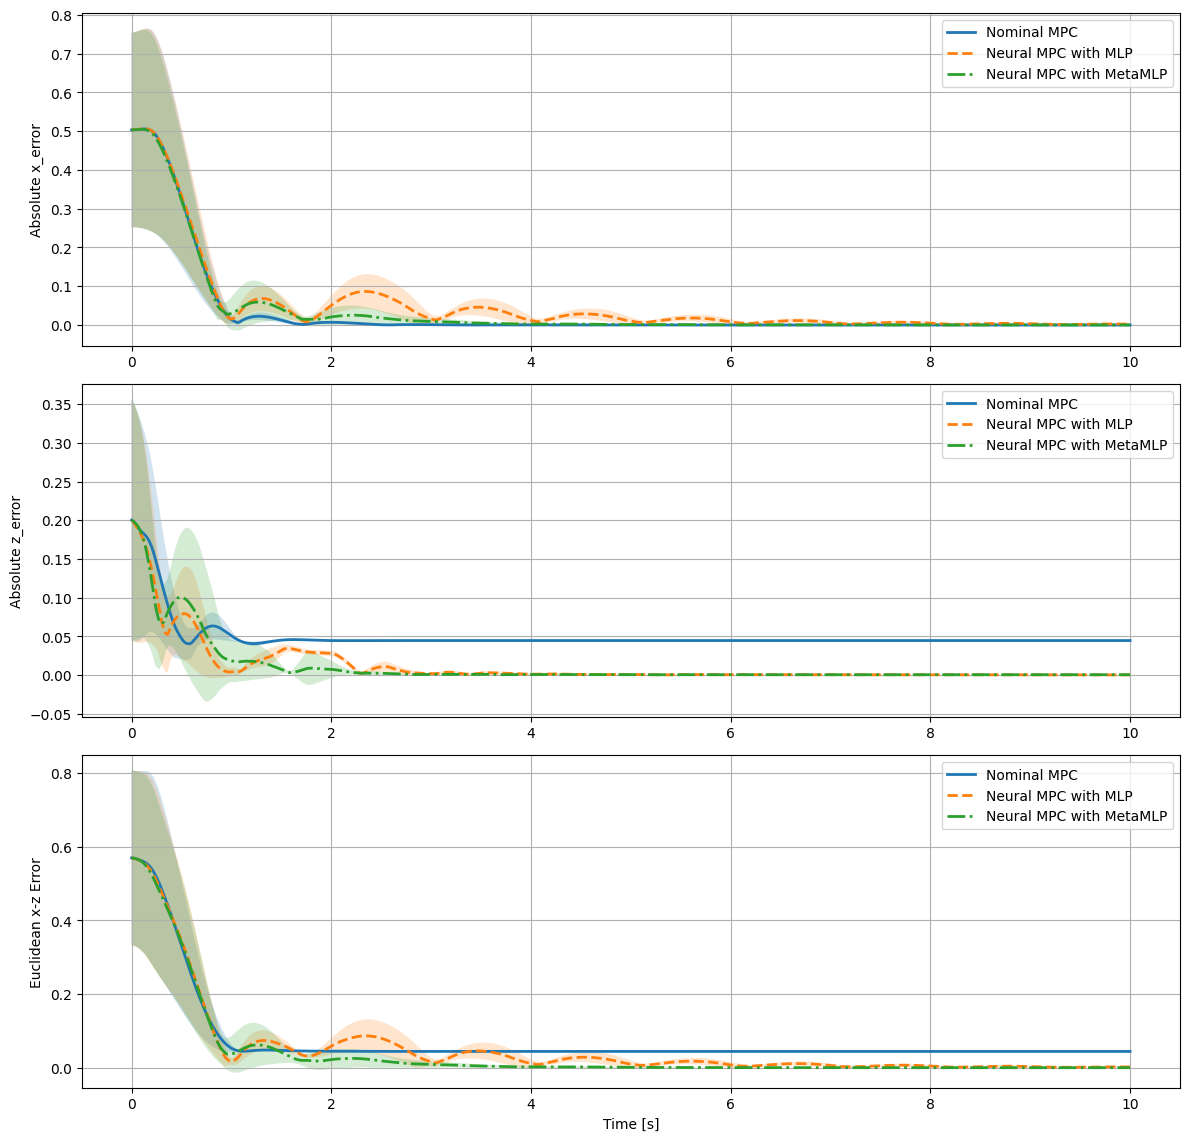 0.8
0.7
0.6
0.5
0.4
0.3
0.2
0.1
0.0
Absolute x_error
Nominal MPC
Neural MPC with MLP
Neural MPC with MetaMLP
0 2 4 6 8 10
0.35
0.30
0.25
0.20
0.15
0.10
0.05
0.00
−0.05
Absolute z_error
Nominal MPC
Neural MPC with MLP
Neural MPC with MetaMLP
0 2 4 6 8 10
0.8
0.6
0.4
0.2
0.0
Euclidean x-z Error
Nominal MPC
Neural MPC with MLP
Neural MPC with MetaMLP
0 2 4 6 8 10
Time [s]